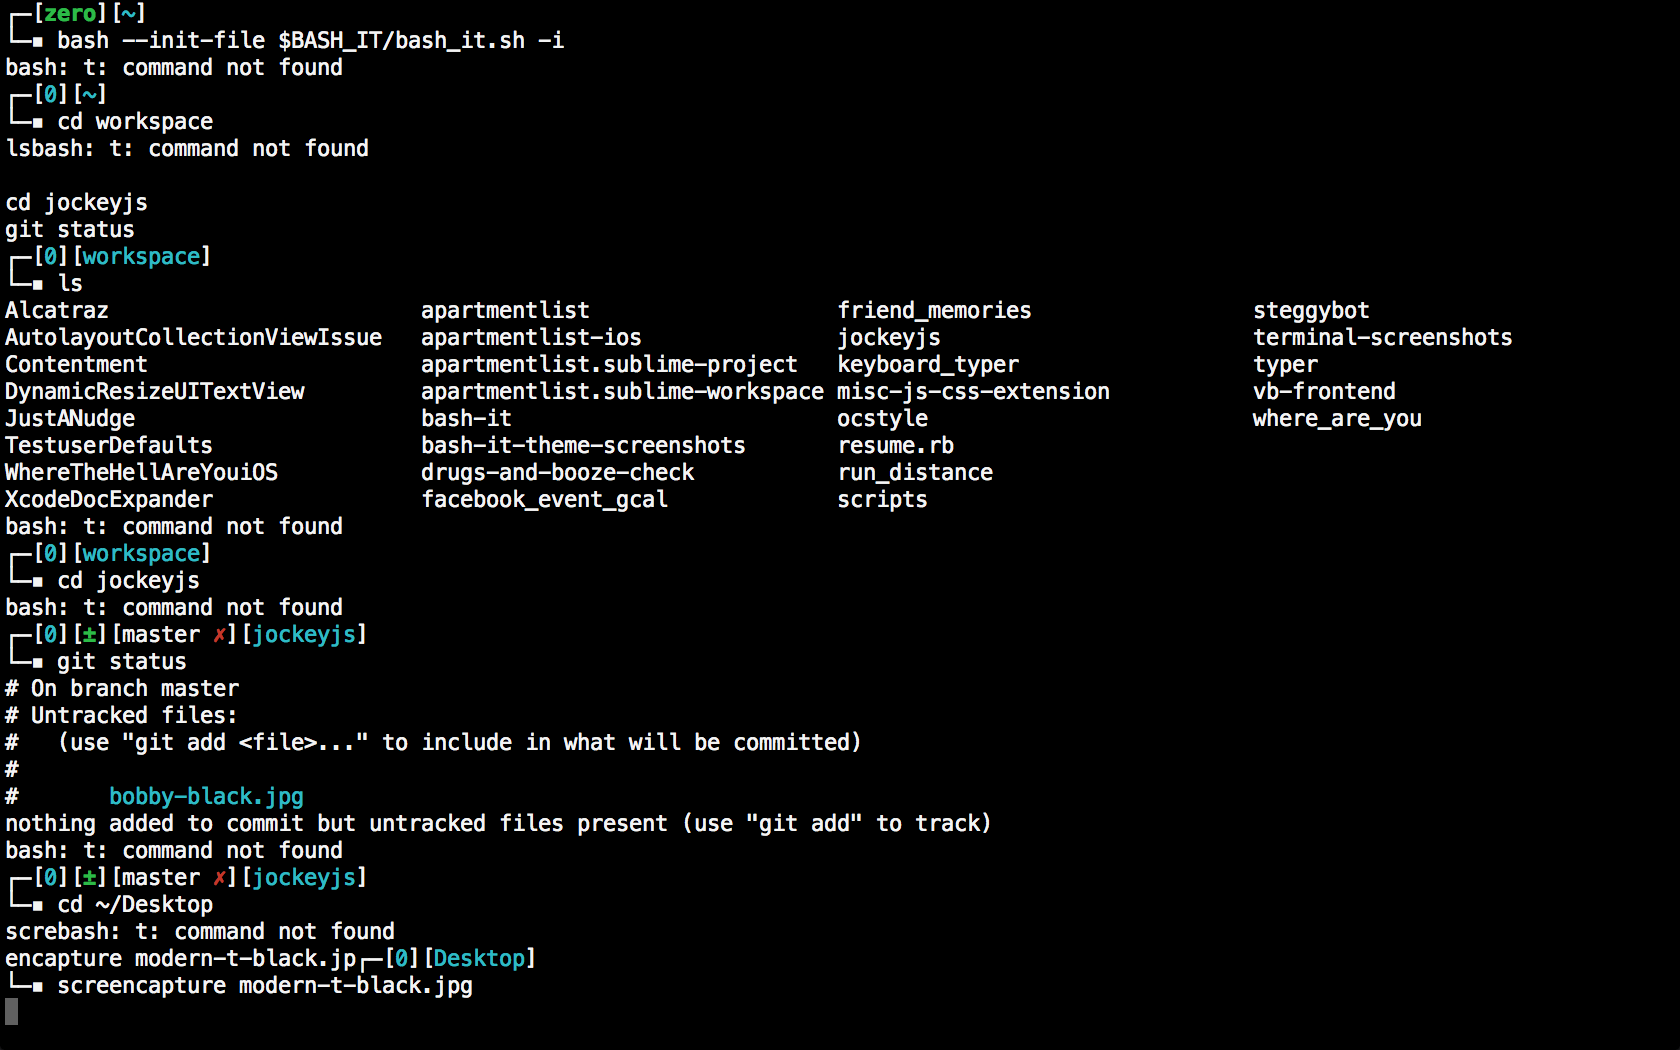 ┌─[zero][~]
└─▪ bash --init-file $BASH_IT/bash_it.sh -i
bash: t: command not found
┌─[0][~]
└─▪ cd workspace
lsbash: t: command not found

cd jockeyjs
git status
┌─[0][workspace]
└─▪ ls
Alcatraz                        apartmentlist                   friend_memories                 steggybot
AutolayoutCollectionViewIssue   apartmentlist-ios               jockeyjs                        terminal-screenshots
Contentment                     apartmentlist.sublime-project   keyboard_typer                  typer
DynamicResizeUITextView         apartmentlist.sublime-workspace misc-js-css-extension           vb-frontend
JustANudge                      bash-it                         ocstyle                         where_are_you
TestuserDefaults                bash-it-theme-screenshots       resume.rb
WhereTheHellAreYouiOS           drugs-and-booze-check           run_distance
XcodeDocExpander                facebook_event_gcal             scripts
bash: t: command not found
┌─[0][workspace]
└─▪ cd jockeyjs
bash: t: command not found
┌─[0][±][master ✗][jockeyjs]
└─▪ git status
# On branch master
# Untracked files:
#   (use "git add <file>..." to include in what will be committed)
#
#       bobby-black.jpg
nothing added to commit but untracked files present (use "git add" to track)
bash: t: command not found
┌─[0][±][master ✗][jockeyjs]
└─▪ cd ~/Desktop
screbash: t: command not found
encapture modern-t-black.jp┌─[0][Desktop]
└─▪ screencapture modern-t-black.jpg